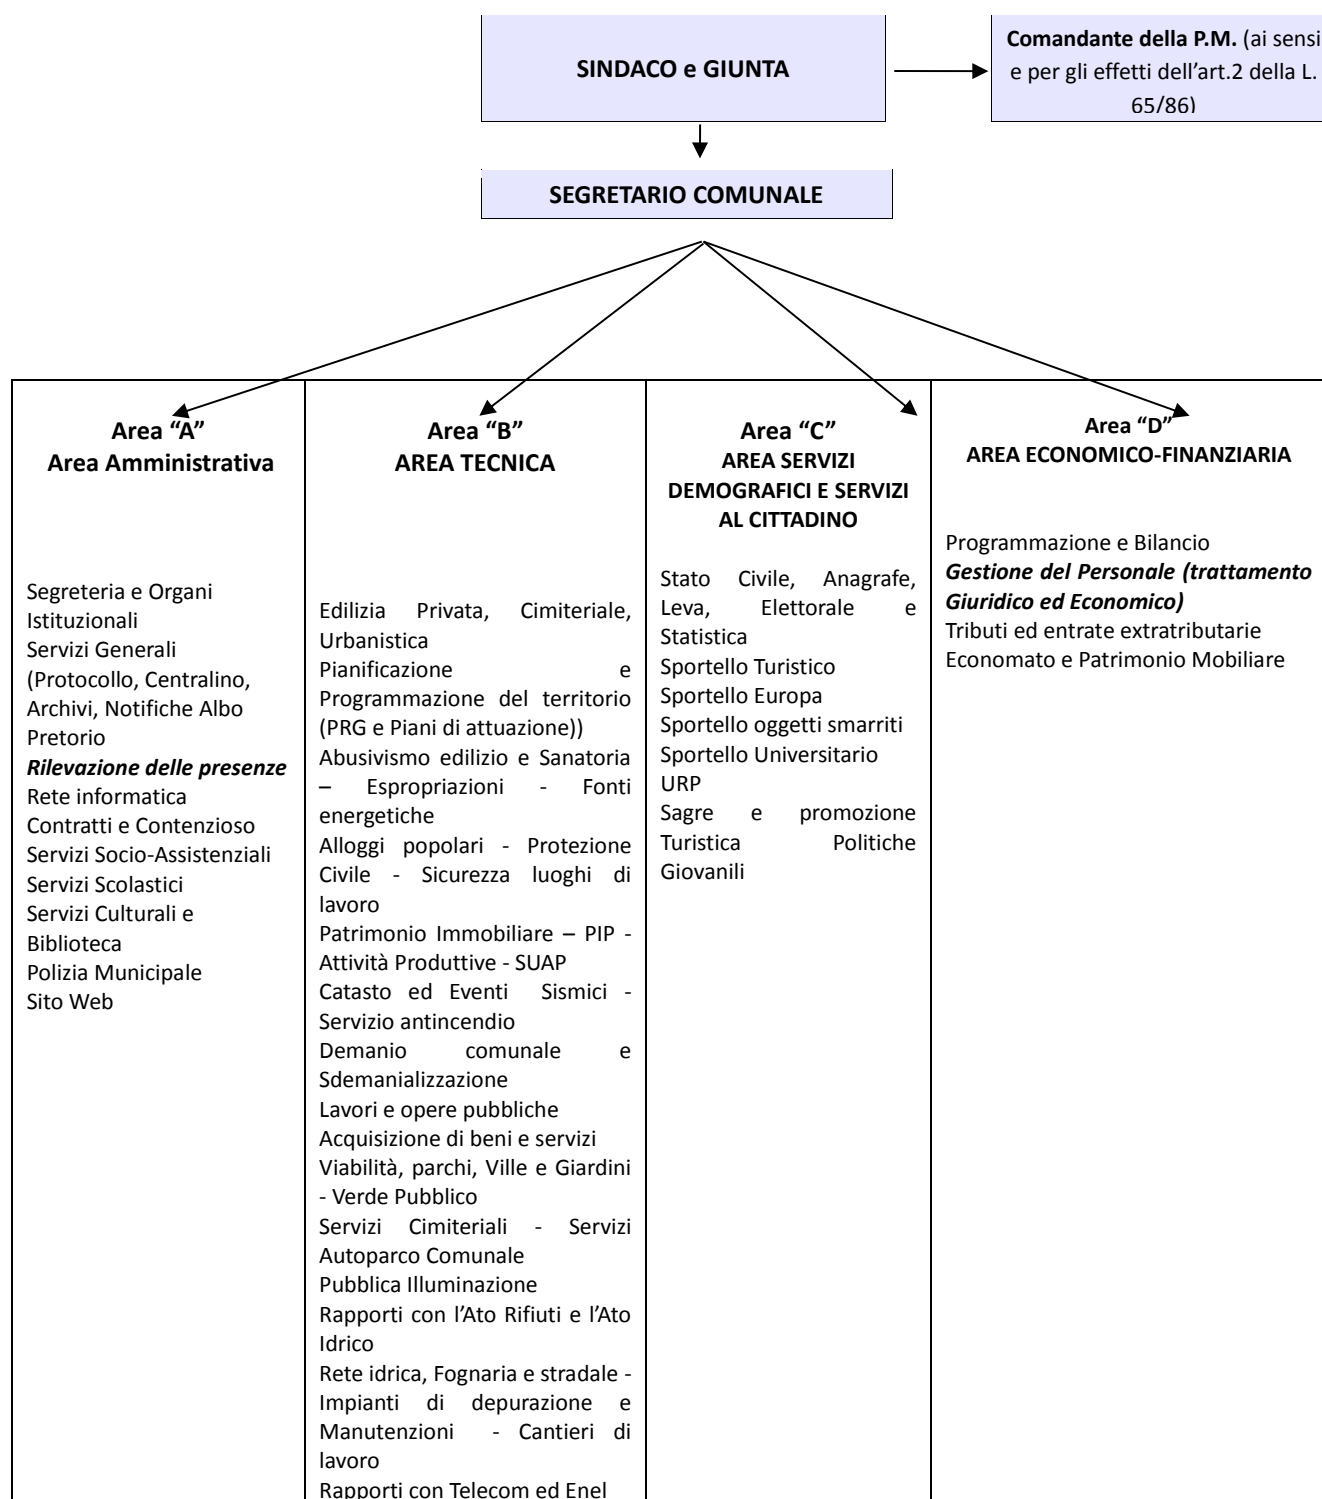 SINDACO e GIUNTA
Comandante della P.M. (ai sensi
e per gli effetti dell’art.2 della L.
65/86)
SEGRETARIO COMUNALE
Area “A”
Area Amministrativa
Segreteria e Organi
Istituzionali
Servizi Generali
(Protocollo, Centralino,
Archivi, Notifiche Albo
Pretorio
Rilevazione delle presenze
Rete informatica
Contratti e Contenzioso
Servizi Socio-Assistenziali
Servizi Scolastici
Servizi Culturali e
Biblioteca
Polizia Municipale
Sito Web
Area “B”
AREA TECNICA
Edilizia Privata, Cimiteriale,
Urbanistica
Pianificazione e
Programmazione del territorio
(PRG e Piani di attuazione))
Abusivismo edilizio e Sanatoria
– Espropriazioni - Fonti
energetiche
Alloggi popolari - Protezione
Civile - Sicurezza luoghi di
lavoro
Patrimonio Immobiliare – PIP -
Attività Produttive - SUAP
Catasto ed Eventi Sismici -
Servizio antincendio
Demanio comunale e
Sdemanializzazione
Lavori e opere pubbliche
Acquisizione di beni e servizi
Viabilità, parchi, Ville e Giardini
- Verde Pubblico
Servizi Cimiteriali - Servizi
Autoparco Comunale
Pubblica Illuminazione
Rapporti con l’Ato Rifiuti e l’Ato
Idrico
Rete idrica, Fognaria e stradale -
Impianti di depurazione e
Manutenzioni - Cantieri di
lavoro
Rapporti con Telecom ed Enel
Area “C”
AREA SERVIZI
DEMOGRAFICI E SERVIZI
AL CITTADINO
Stato Civile, Anagrafe,
Leva, Elettorale e
Statistica
Sportello Turistico
Sportello Europa
Sportello oggetti smarriti
Sportello Universitario
URP
Sagre e promozione
Turistica Politiche
Giovanili
Area “D”
AREA ECONOMICO-FINANZIARIA
Programmazione e Bilancio
Gestione del Personale (trattamento
Giuridico ed Economico)
Tributi ed entrate extratributarie
Economato e Patrimonio Mobiliare